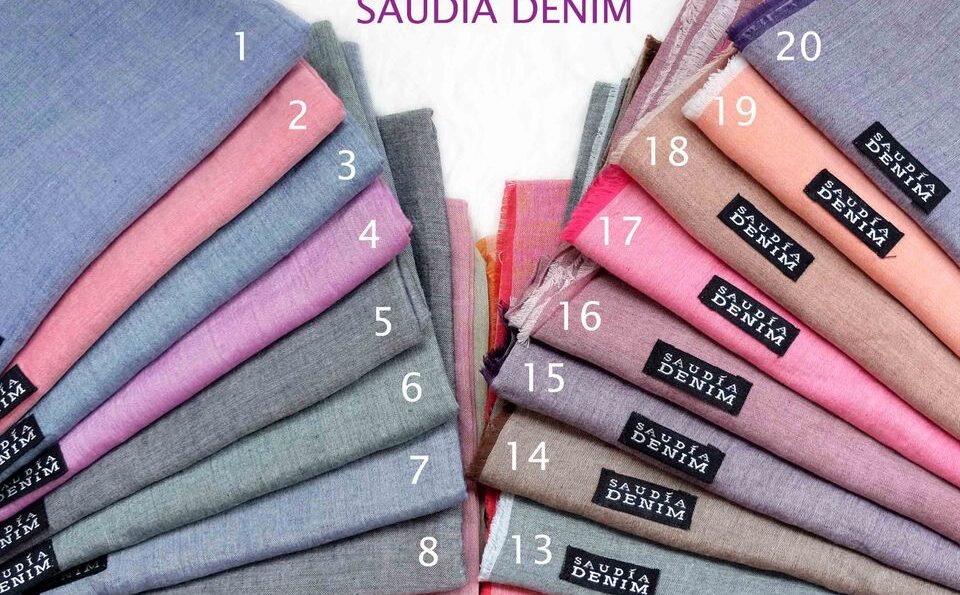 SAUDIA DENIM
1
2
3
4
5
6
7
8
20
19
18
17
16
15
14
13
SAUDÍA
DENIM
SAUDÍA
DENIM
SAUDÍA
DENIM
SAUDÍA
DENIM
SAUDÍA
DENIM
SAUDÍA
DENIM
SAUDÍA
DENIM
SAUDÍA
DENIM